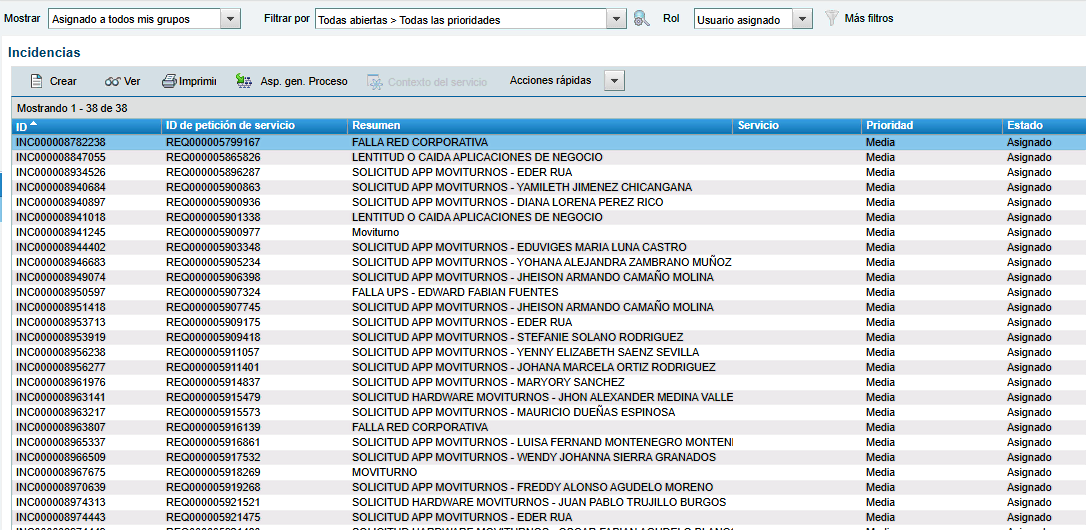 Mostrar Asignado a todos mis grupos Filtrar por Todas abiertas > Todas las prioridades Rol Usuario asignado Más filtros
Incidencias
Crear Ver Imprimir Asp. gen. Proceso Contexto del servicio Acciones rápidas
Mostrando 1 - 38 de 38
ID ID de petición de servicio Resumen Servicio Prioridad Estado
INC000008782238 REQ000005799167 FALLA RED CORPORATIVA Media Asignado
INC000008847055 REQ000005865826 LENTITUD O CAIDA APLICACIONES DE NEGOCIO Media Asignado
INC000008934526 REQ000005896287 SOLICITUD APP MOVITURNOS - EDER RUA Media Asignado
INC000008940684 REQ000005900863 SOLICITUD APP MOVITURNOS - YAMILETH JIMENEZ CHICANGANA Media Asignado
INC000008940897 REQ000005900936 SOLICITUD APP MOVITURNOS - DIANA LORENA PEREZ RICO Media Asignado
INC000008941018 REQ000005901338 LENTITUD O CAIDA APLICACIONES DE NEGOCIO Media Asignado
INC000008941245 REQ000005900977 Moviturno Media Asignado
INC000008944402 REQ000005903348 SOLICITUD APP MOVITURNOS - EDUVIGES MARIA LUNA CASTRO Media Asignado
INC000008946683 REQ000005905234 SOLICITUD APP MOVITURNOS - YOHANA ALEJANDRA ZAMBRANO MUÑOZ Media Asignado
INC000008949074 REQ000005906398 SOLICITUD APP MOVITURNOS - JHEISON ARMANDO CAMAÑO MOLINA Media Asignado
INC000008950597 REQ000005907324 FALLA UPS - EDWARD FABIAN FUENTES Media Asignado
INC000008951418 REQ000005907745 SOLICITUD APP MOVITURNOS - JHEISON ARMANDO CAMAÑO MOLINA Media Asignado
INC000008953713 REQ000005909175 SOLICITUD APP MOVITURNOS - EDER RUA Media Asignado
INC000008953919 REQ000005909418 SOLICITUD APP MOVITURNOS - STEFANIE SOLANO RODRIGUEZ Media Asignado
INC000008956238 REQ000005911057 SOLICITUD APP MOVITURNOS - YENNY ELIZABETH SAENZ SEVILLA Media Asignado
INC000008956277 REQ000005911401 SOLICITUD APP MOVITURNOS - JOHANA MARCELA ORTIZ RODRIGUEZ Media Asignado
INC000008961976 REQ000005914837 SOLICITUD APP MOVITURNOS - MARYORY SANCHEZ Media Asignado
INC000008963141 REQ000005915479 SOLICITUD HARDWARE MOVITURNOS - JHON ALEXANDER MEDINA VALLE Media Asignado
INC000008963217 REQ000005915573 SOLICITUD APP MOVITURNOS - MAURICIO DUEÑAS ESPINOSA Media Asignado
INC000008963807 REQ000005916139 FALLA RED CORPORATIVA Media Asignado
INC000008965337 REQ000005916861 SOLICITUD APP MOVITURNOS - LUISA FERNAND MONTENEGRO MONTEN Media Asignado
INC000008966509 REQ000005917532 SOLICITUD APP MOVITURNOS - WENDY JOHANNA SIERRA GRANADOS Media Asignado
INC000008967675 REQ000005918269 MOVITURNO Media Asignado
INC000008970639 REQ000005919268 SOLICITUD APP MOVITURNOS - FREDDY ALONSO AGUDELO MORENO Media Asignado
INC000008974313 REQ000005921521 SOLICITUD HARDWARE MOVITURNOS - JUAN PABLO TRUJILLO BURGOS Media Asignado
INC000008974443 REQ000005921475 SOLICITUD APP MOVITURNOS - EDER RUA Media Asignado